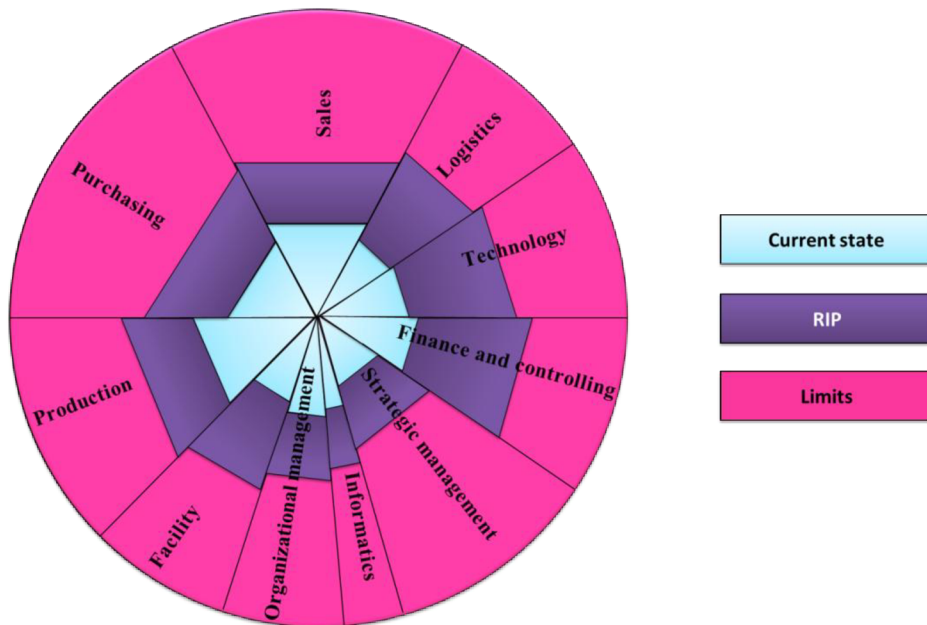 Sales
Logistics
Technology
Finance and controlling
Strategic management
Informatics
Organizational management
Facility
Production
Purchasing
Current state
RIP
Limits